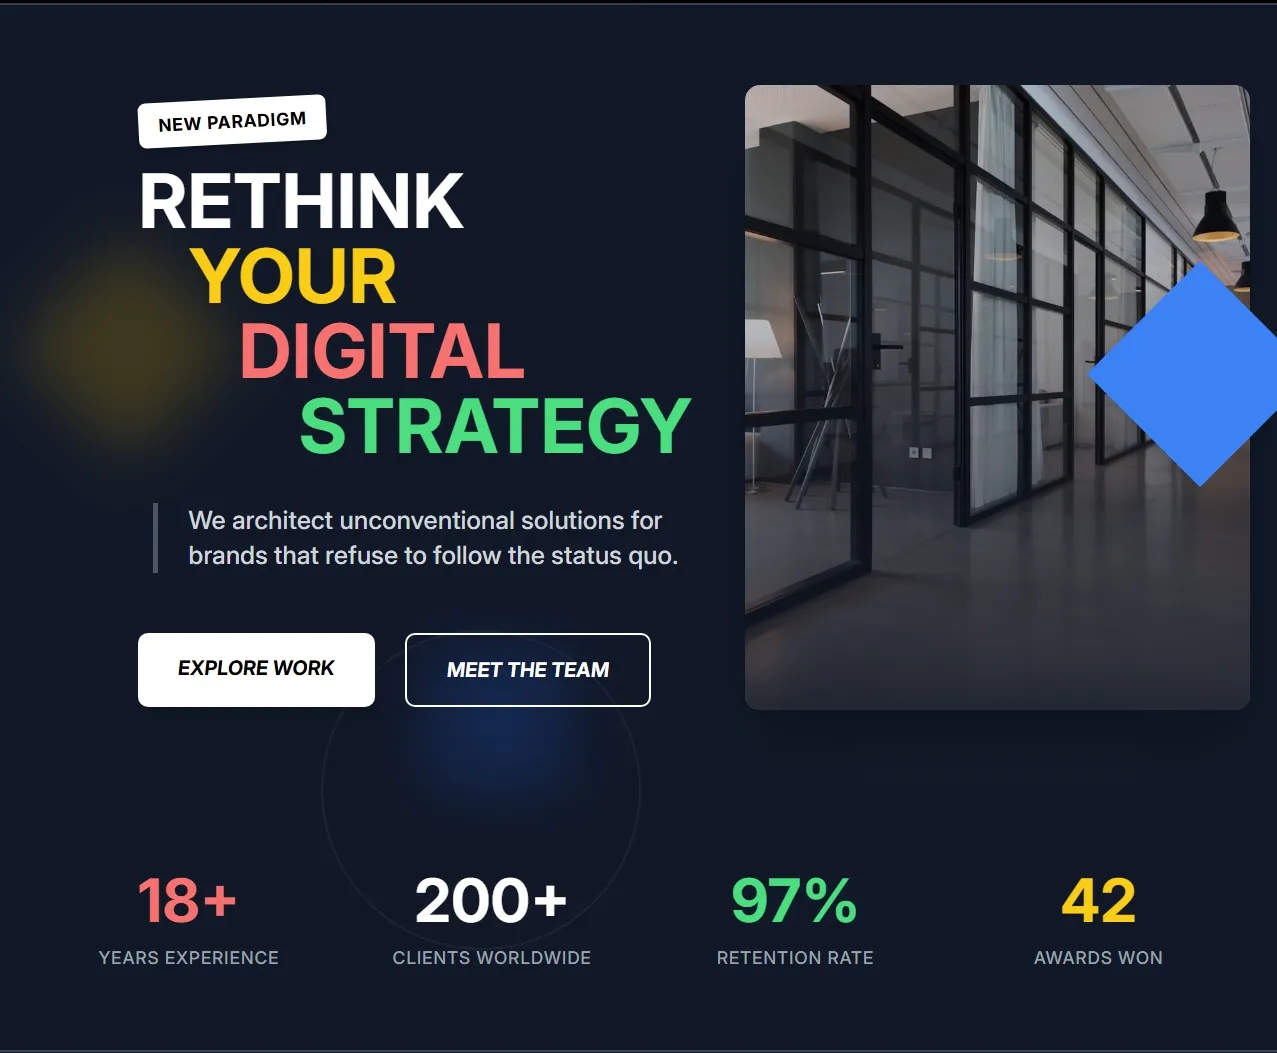 NEW PARADIGM
RETHINK
YOUR
DIGITAL
STRATEGY
We architect unconventional solutions for
brands that refuse to follow the status quo.
EXPLORE WORK
MEET THE TEAM
18+
YEARS EXPERIENCE
200+
CLIENTS WORLDWIDE
97%
RETENTION RATE
42
AWARDS WON